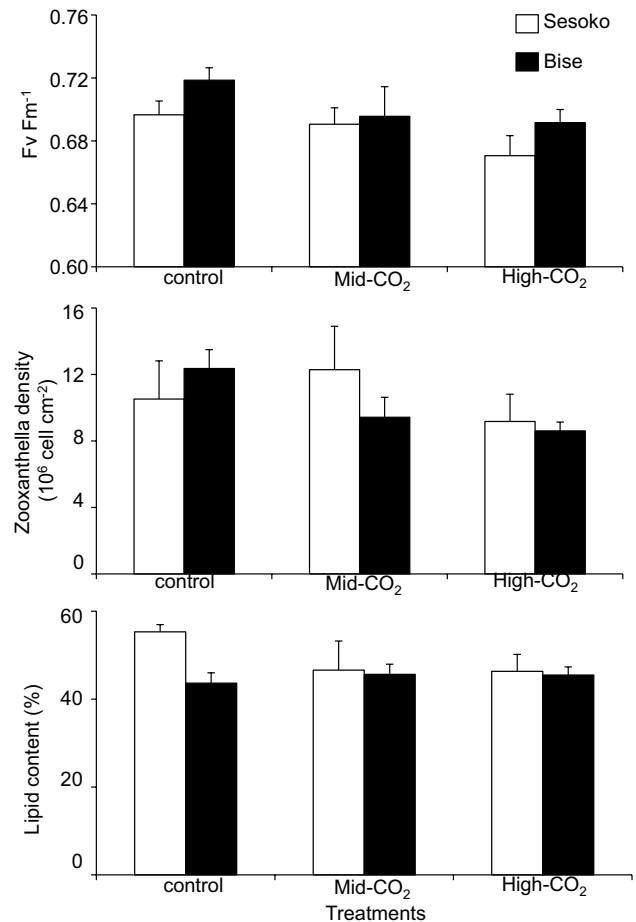 Sesoko
Bise
Fv Fm⁻¹
0.76
0.72
0.68
0.64
0.60
control
Mid-CO₂
High-CO₂
Zooxanthella density
(10⁶ cell cm⁻²)
16
12
8
4
0
control
Mid-CO₂
High-CO₂
Lipid content (%)
60
40
20
0
control
Mid-CO₂
High-CO₂
Treatments